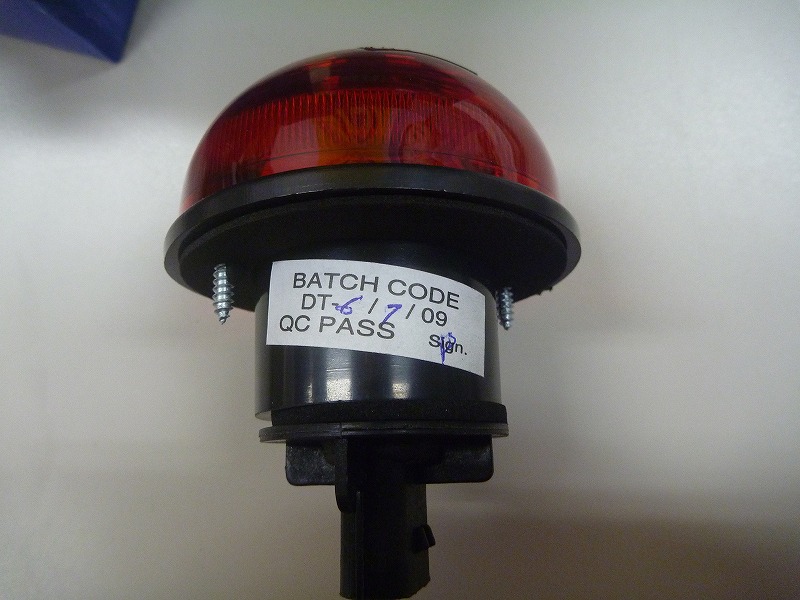 BATCH CODE
DT-6/7/09
QC PASS Sign.